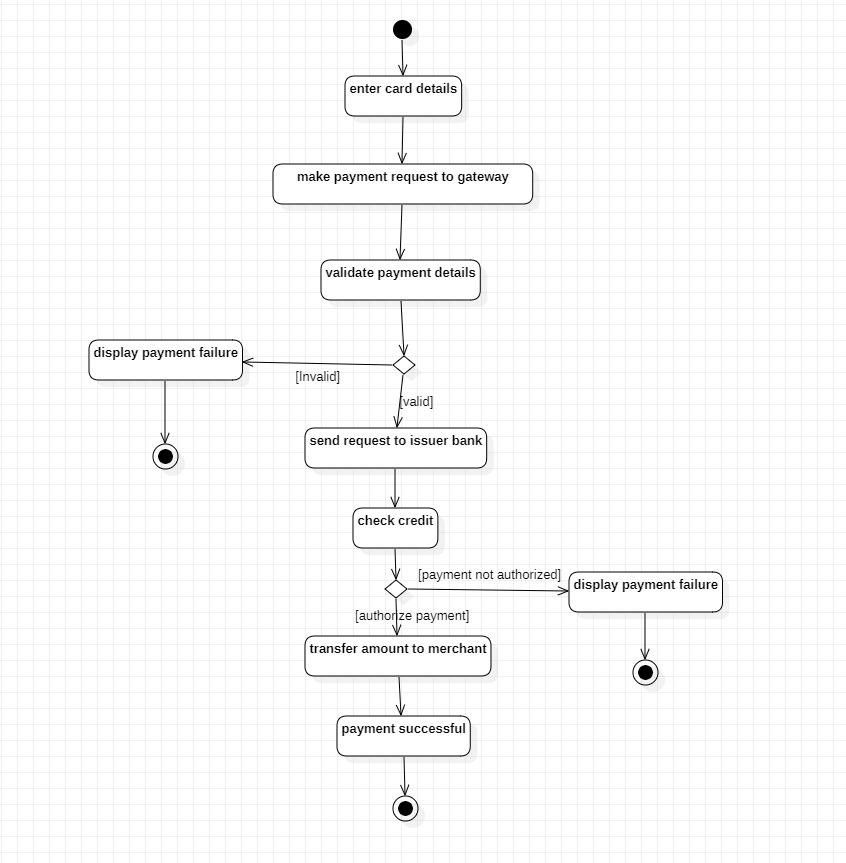 enter card details
make payment request to gateway
validate payment details
display payment failure
[Invalid]
[valid]
send request to issuer bank
check credit
[payment not authorized]
display payment failure
[authorize payment]
transfer amount to merchant
payment successful